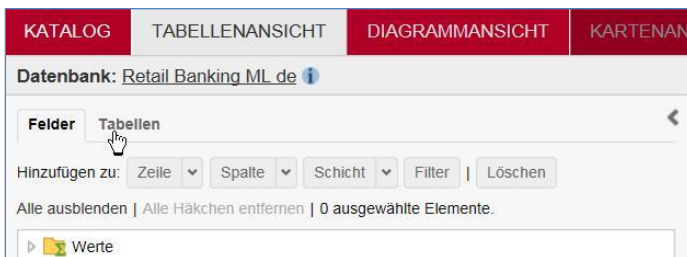 KATALOG TABELLENANSICHT DIAGRAMMANSICHT KARTENAN
Datenbank: Retail Banking ML de i
Felder Tabellen
Hinzufügen zu: Zeile Spalte Schicht Filter | Löschen
Alle ausblenden | Alle Häkchen entfernen | 0 ausgewählte Elemente.
Werte